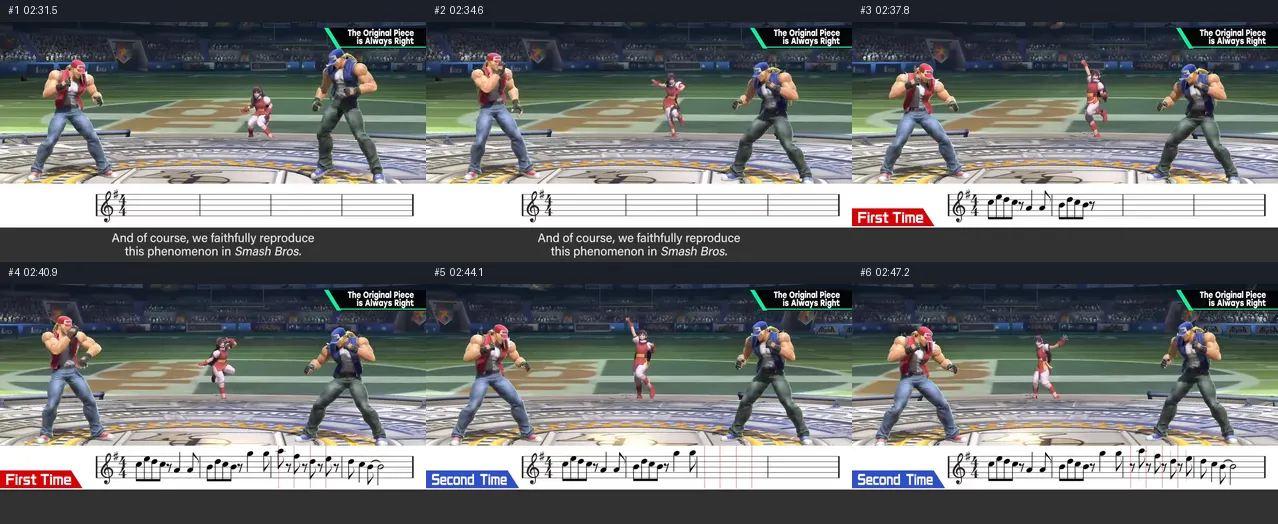 #1 02:31.5
The Original Piece
is Always Right
And of course, we faithfully reproduce
this phenomenon in Smash Bros.
#2 02:34.6
The Original Piece
is Always Right
And of course, we faithfully reproduce
this phenomenon in Smash Bros.
#3 02:37.8
The Original Piece
is Always Right
First Time
#4 02:40.9
The Original Piece
is Always Right
First Time
#5 02:44.1
The Original Piece
is Always Right
Second Time
#6 02:47.2
The Original Piece
is Always Right
Second Time